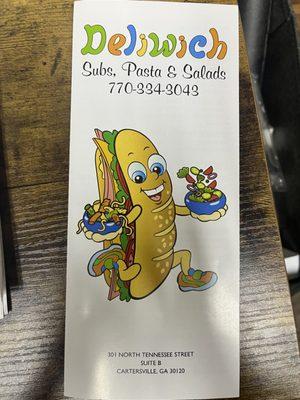 Deliwich
Subs, Pasta & Salads
770-334-3043
301 NORTH TENNESSEE STREET
SUITE B
CARTERSVILLE, GA 30120